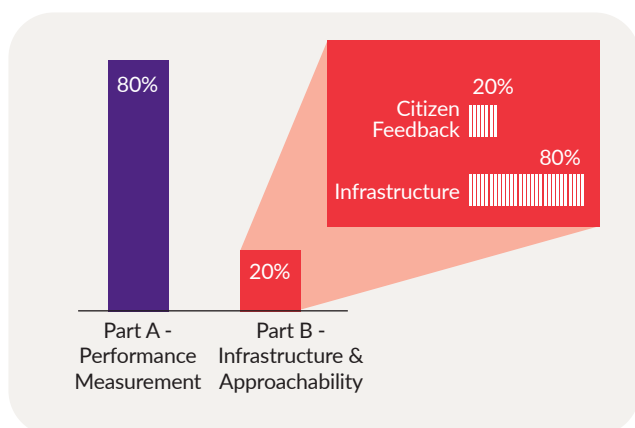 80%
20%
Citizen
Feedback
80%
Infrastructure
20%
Part A -
Performance
Measurement
Part B -
Infrastructure &
Approachability